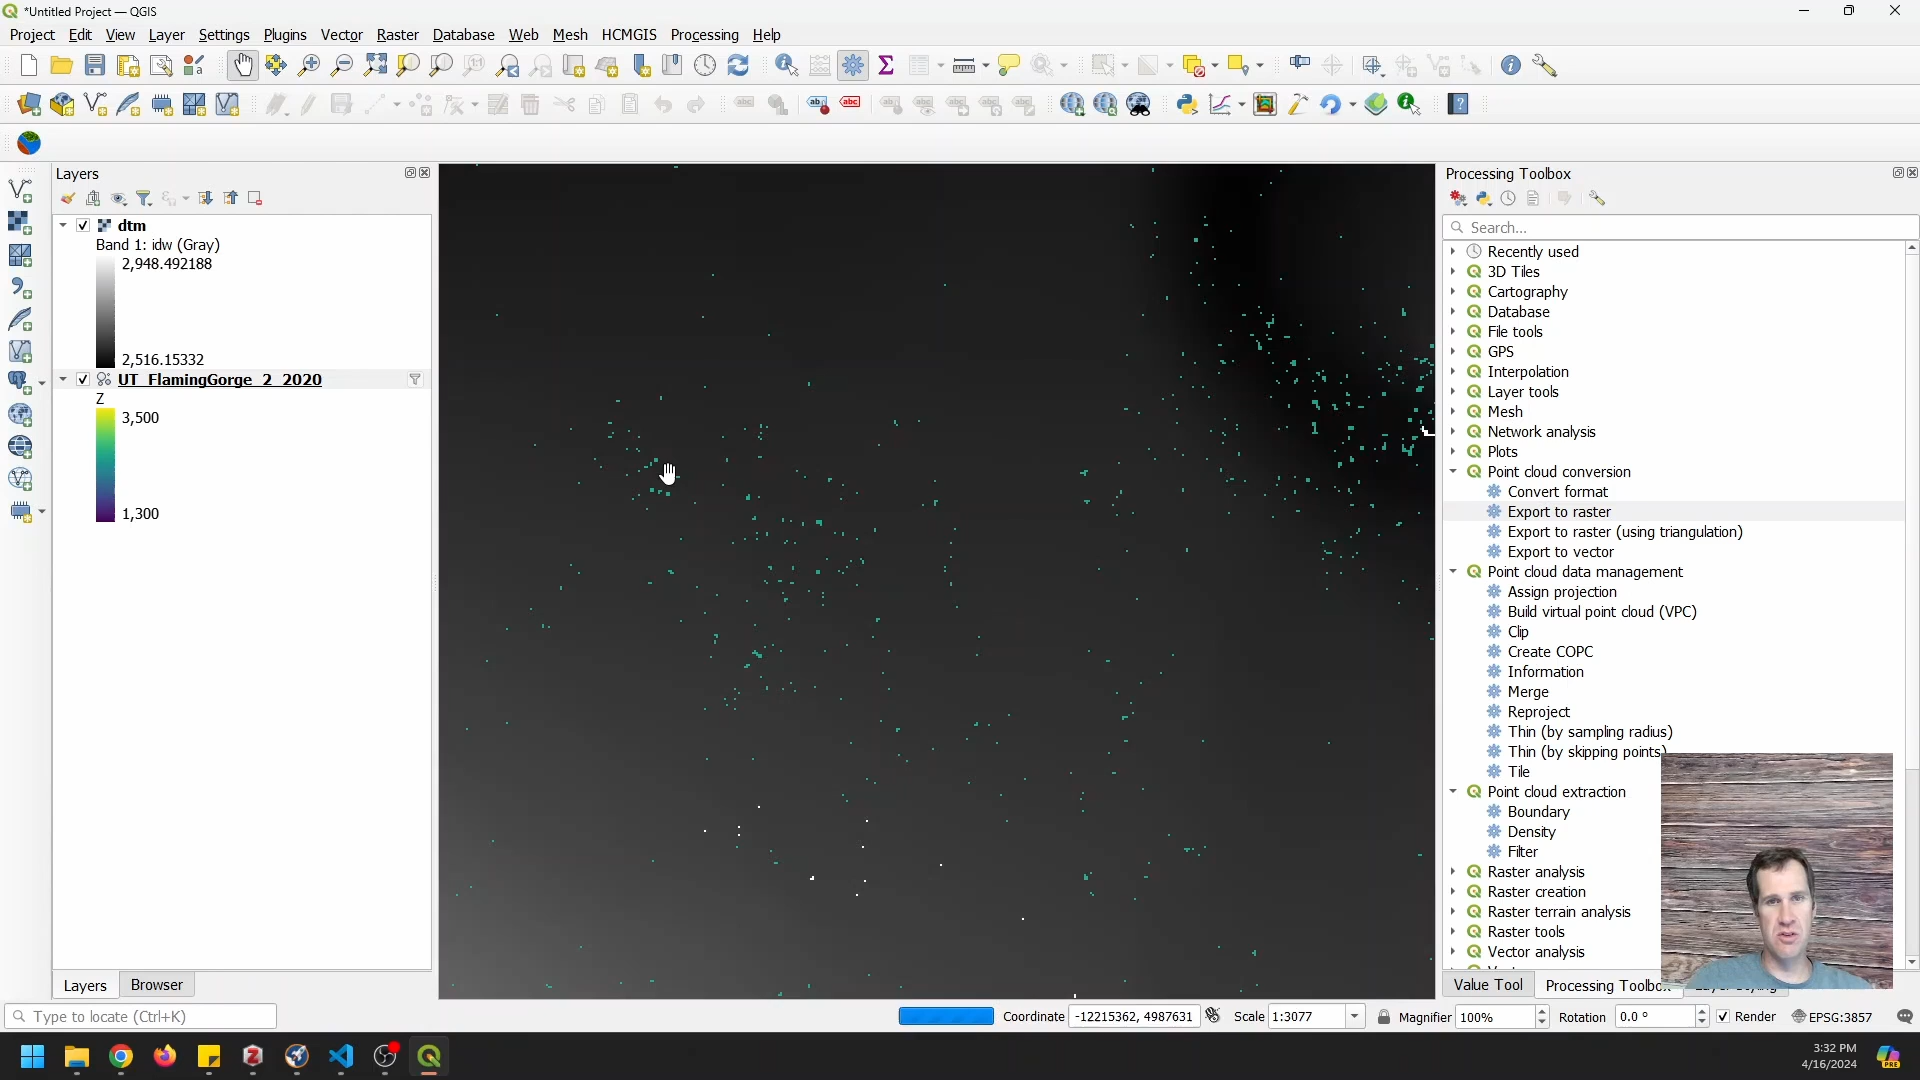 *Untitled Project — QGIS
Project Edit View Layer Settings Plugins Vector Raster Database Web Mesh HCMGIS Processing Help
Layers
Processing Toolbox
Search...
dtm
Band 1: idw (Gray)
2,948.492188
2,516.15332
UT_FlamingGorge_2_2020
Z
3,500
1,300
Recently used
3D Tiles
Cartography
Database
File tools
GPS
Interpolation
Layer tools
Mesh
Network analysis
Plots
Point cloud conversion
Convert format
Export to raster
Export to raster (using triangulation)
Export to vector
Point cloud data management
Assign projection
Build virtual point cloud (VPC)
Clip
Create COPC
Information
Merge
Reproject
Thin (by sampling radius)
Thin (by skipping points)
Tile
Point cloud extraction
Boundary
Density
Filter
Raster analysis
Raster creation
Raster terrain analysis
Raster tools
Vector analysis
Layers Browser
Value Tool Processing Toolbox
Type to locate (Ctrl+K)
Coordinate -12215362, 4987631 Scale 1:3077 Magnifier 100% Rotation 0.0 ° Render EPSG:3857
3:32 PM
4/16/2024